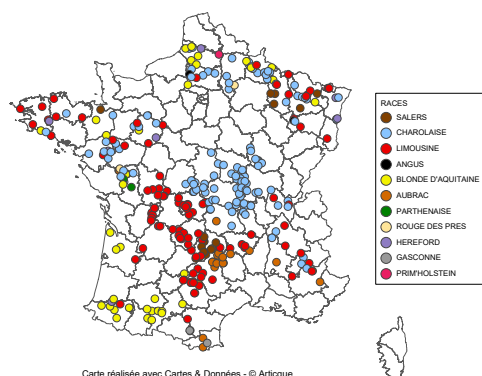 RACES
SALERS
CHAROLAISE
LIMOUSINE
ANGUS
BLONDE D'AQUITAINE
AUBRAC
PARTHENAISE
ROUGE DES PRES
HEREFORD
GASCONNE
PRIM'HOLSTEIN
Carte réalisée avec Cartes & Données - © Articque